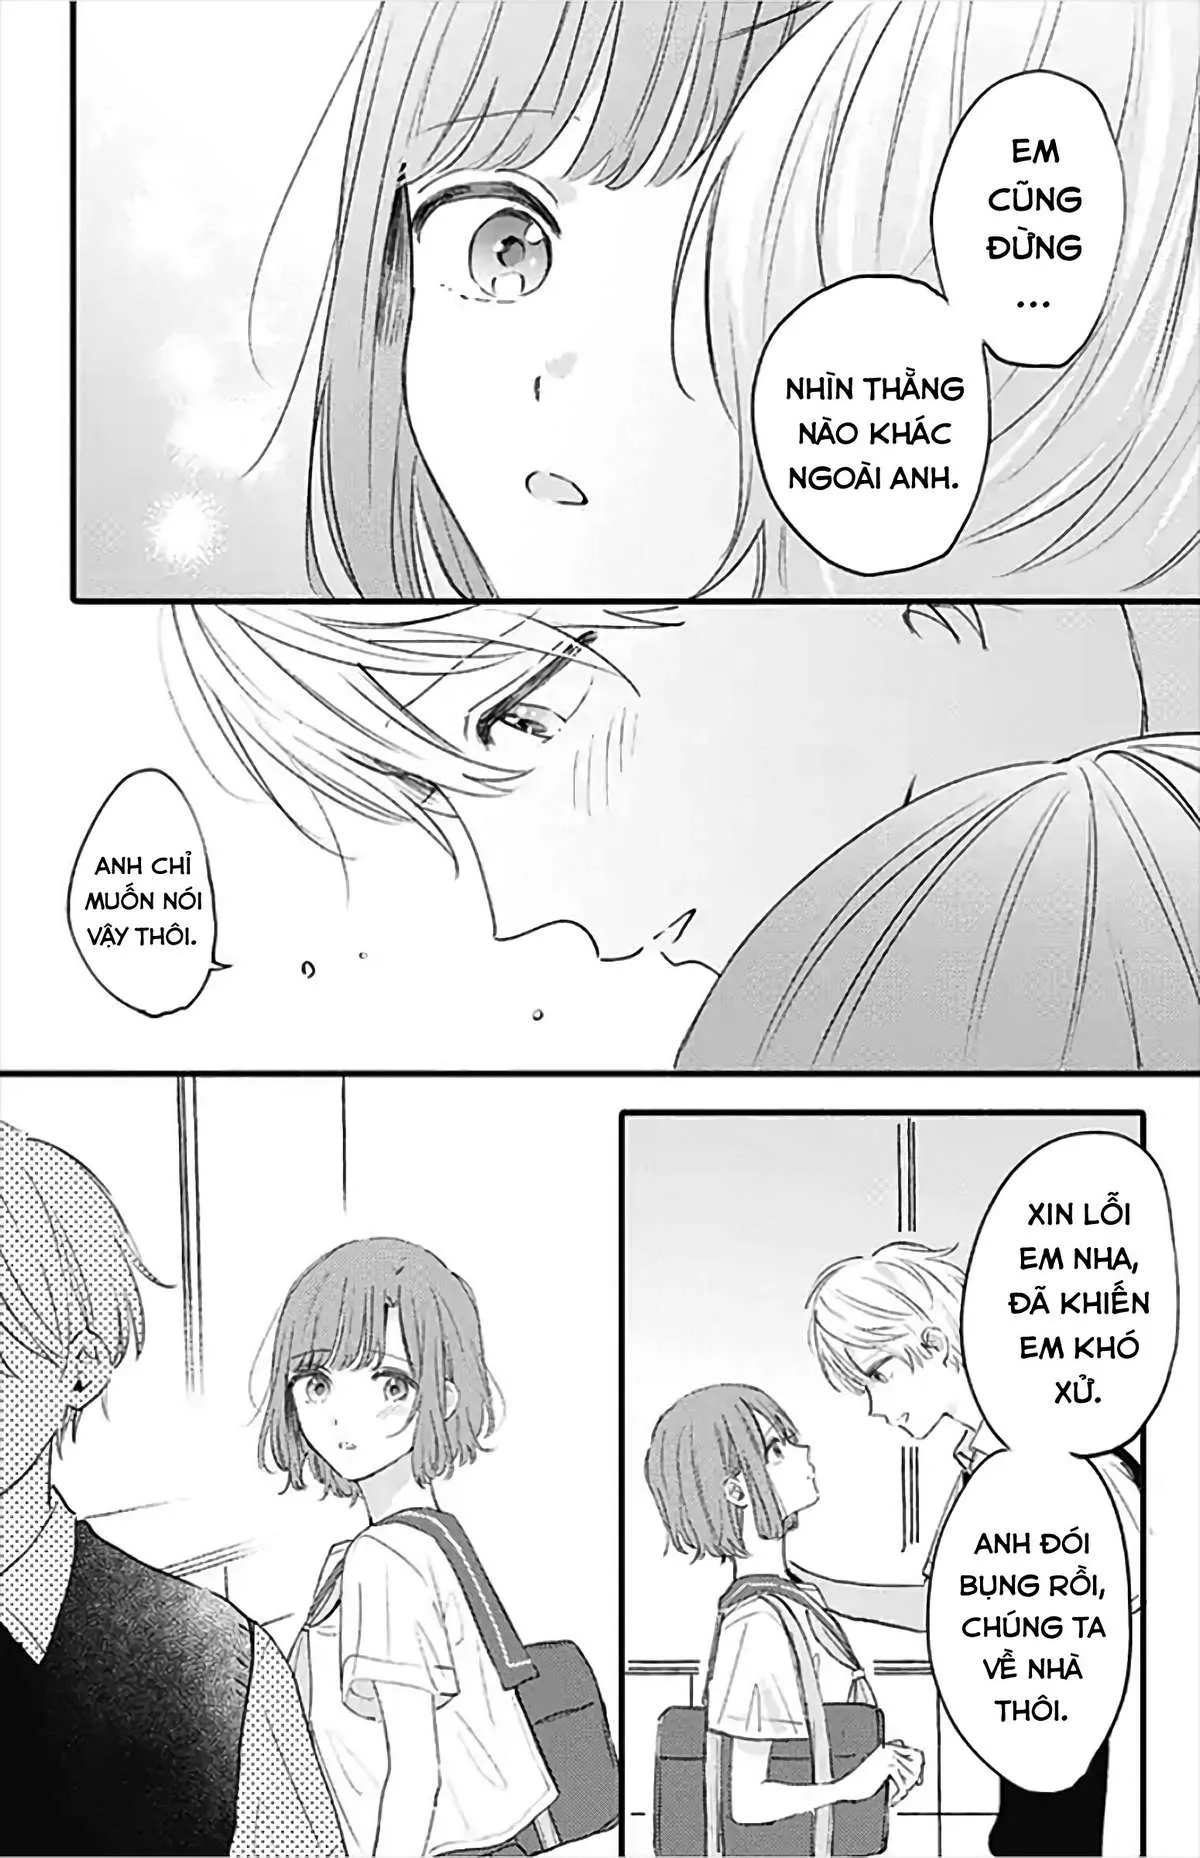 EM
CŨNG
ĐỪNG
...
NHÌN THẰNG
NÀO KHÁC
NGOÀI ANH.
ANH CHỈ
MUỐN NÓI
VẬY THÔI.
XIN LỖI
EM NHA,
ĐÃ KHIẾN
EM KHÓ
XỬ.
ANH ĐÓI
BỤNG RỒI,
CHÚNG TA
VỀ NHÀ
THÔI.